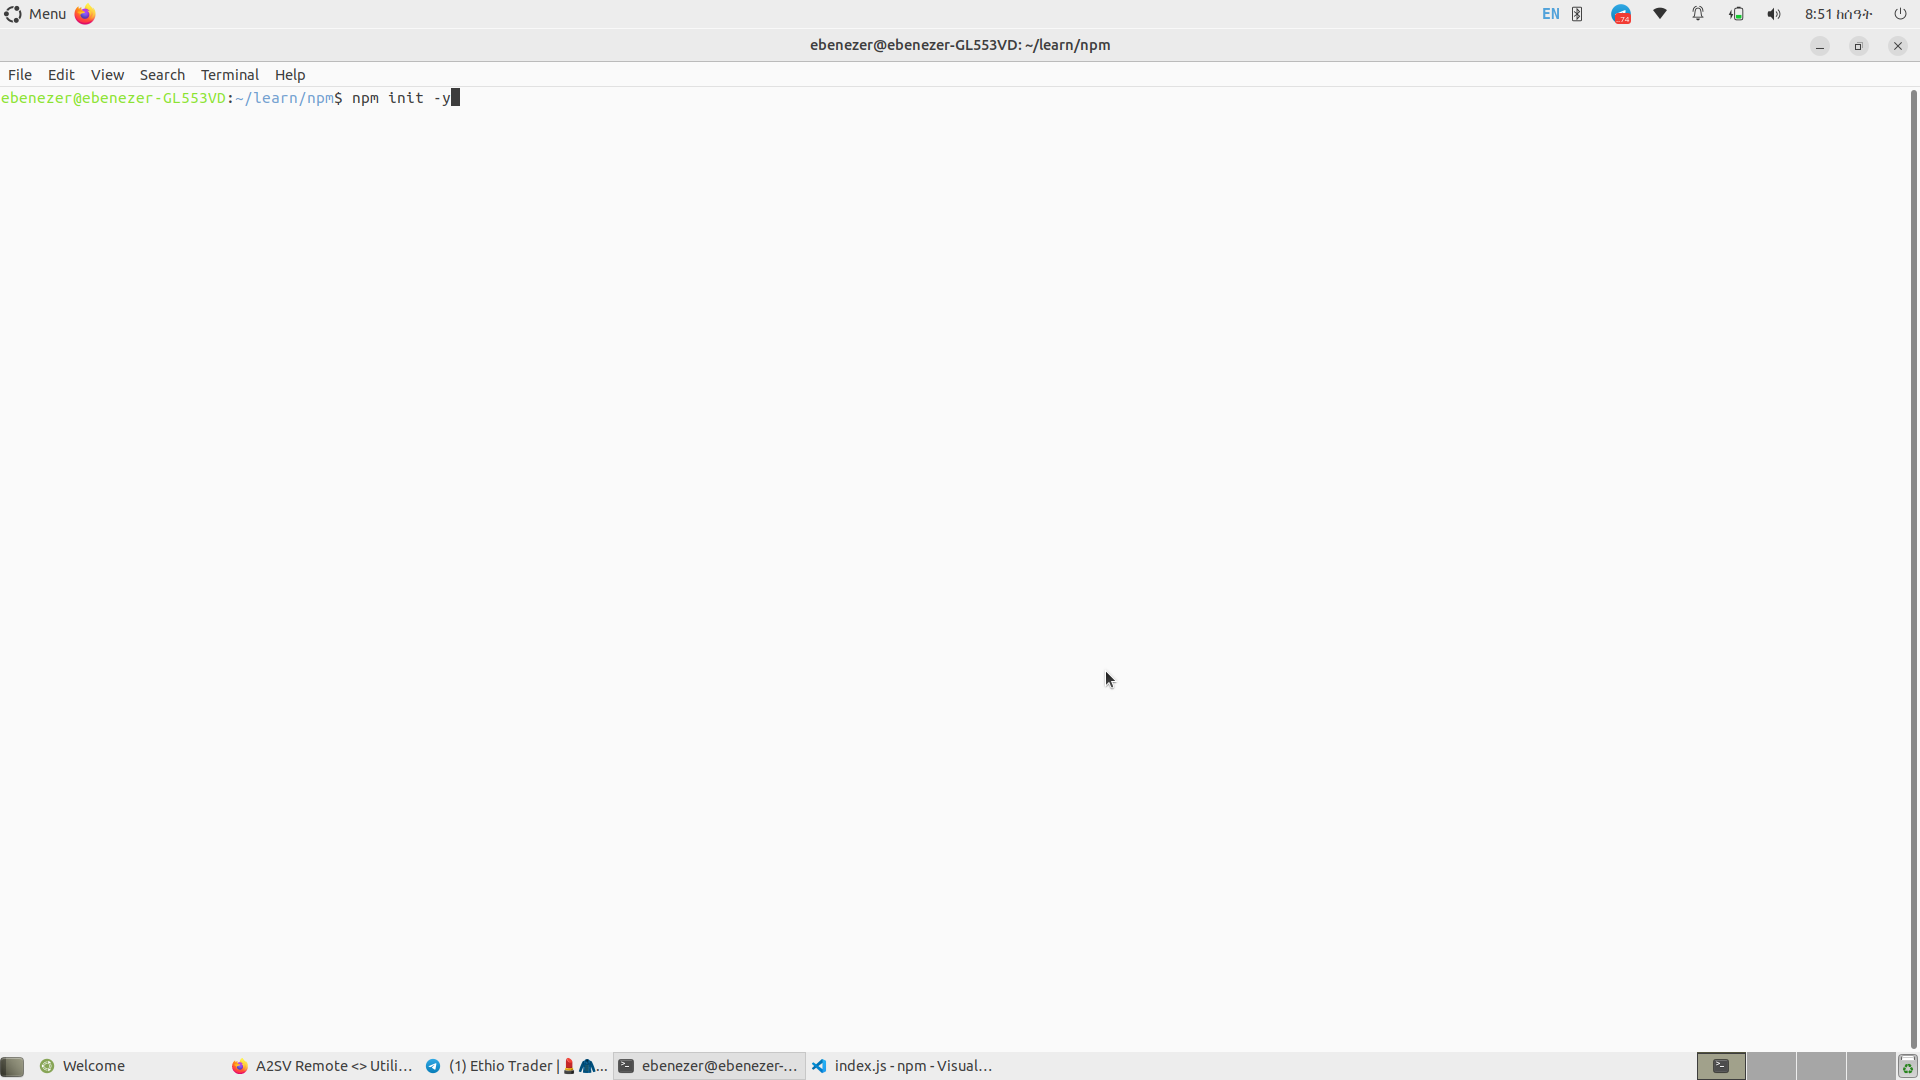 Menu
EN
74
8:51 ከሰዓት
ebenezer@ebenezer-GL553VD: ~/learn/npm
File Edit View Search Terminal Help
ebenezer@ebenezer-GL553VD:~/learn/npm$ npm init -y
Welcome
A2SV Remote <> Utili...
(1) Ethio Trader | 💄🧥...
ebenezer@ebenezer-...
index.js - npm - Visual...